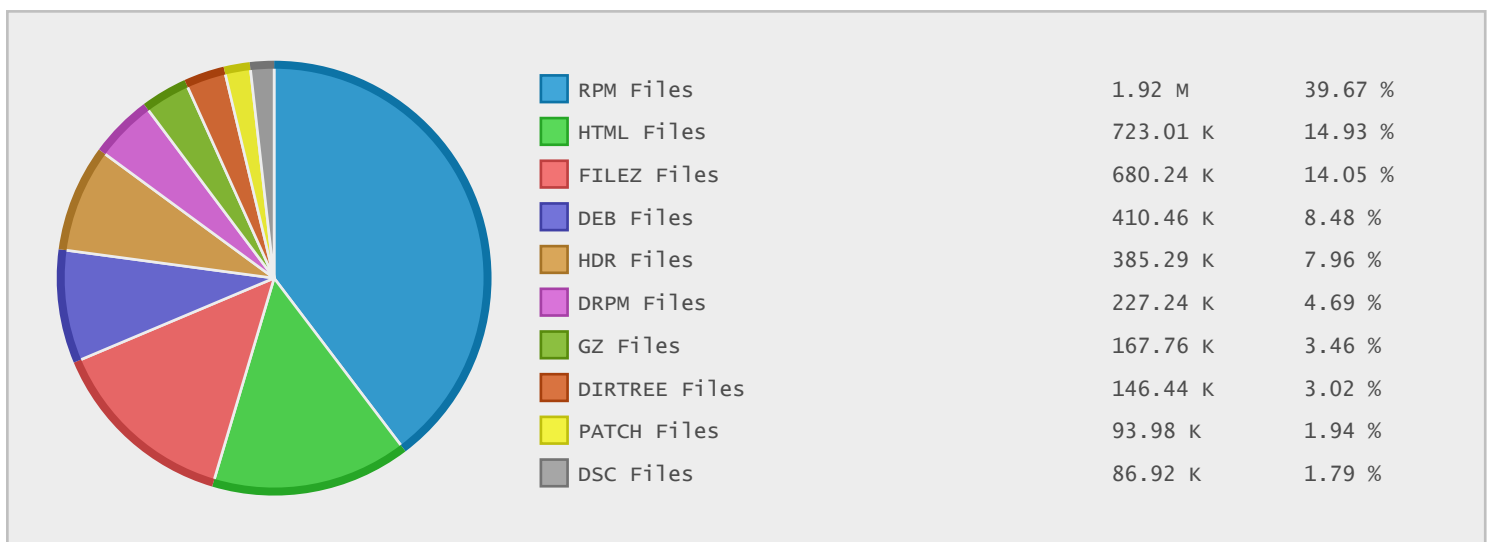 RPM Files 1.92 M 39.67 %
HTML Files 723.01 K 14.93 %
FILEZ Files 680.24 K 14.05 %
DEB Files 410.46 K 8.48 %
HDR Files 385.29 K 7.96 %
DRPM Files 227.24 K 4.69 %
GZ Files 167.76 K 3.46 %
DIRTREE Files 146.44 K 3.02 %
PATCH Files 93.98 K 1.94 %
DSC Files 86.92 K 1.79 %